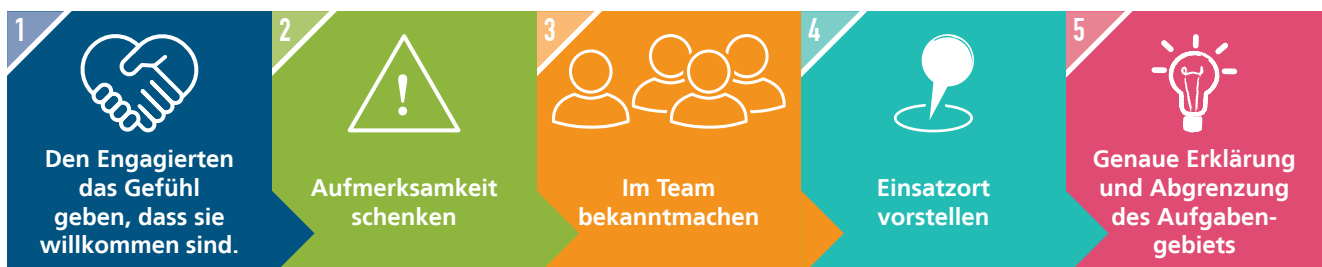 1
Den Engagierten
das Gefühl
geben, dass sie
willkommen sind.
2
!
Aufmerksamkeit
schenken
3
Im Team
bekanntmachen
4
Einsatzort
vorstellen
5
Genaue Erklärung
und Abgrenzung
des Aufgaben-
gebiets